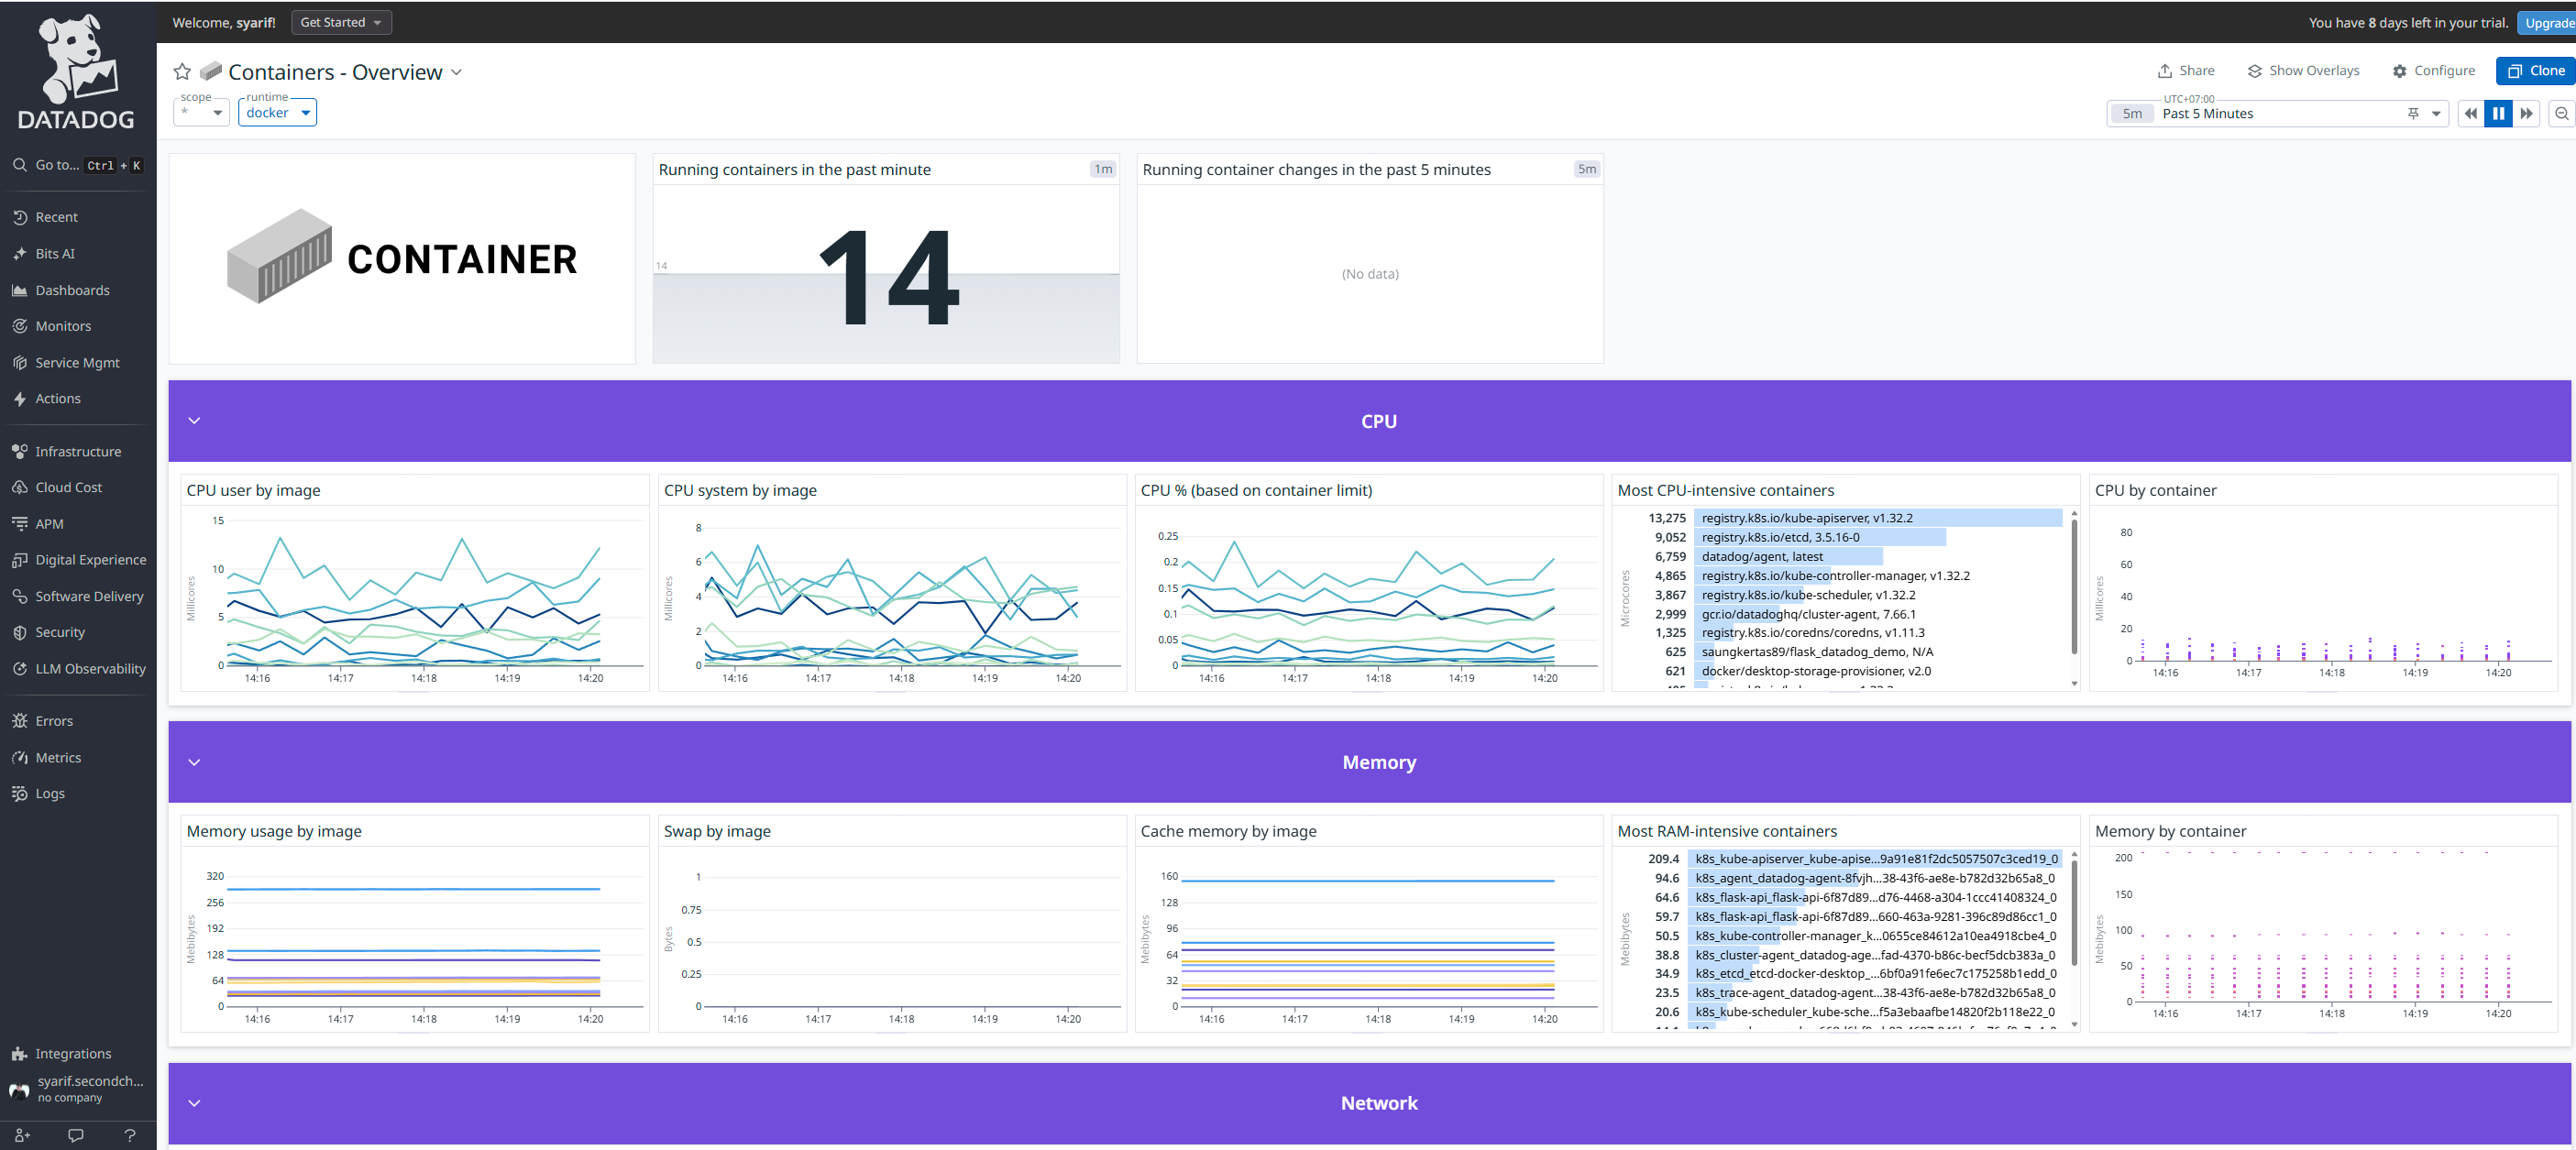 Welcome, syarif!
Get Started
You have 8 days left in your trial.
Upgrade
DATADOG
Go to... Ctrl + K
Recent
Bits AI
Dashboards
Monitors
Service Mgmt
Actions
Infrastructure
Cloud Cost
APM
Digital Experience
Software Delivery
Security
LLM Observability
Errors
Metrics
Logs
Integrations
syarif.secondch...
no company
?
Containers - Overview
Share
Show Overlays
Configure
Clone
scope
*
runtime
docker
UTC+07:00
5m Past 5 Minutes
CONTAINER
Running containers in the past minute
1m
14
14
Running container changes in the past 5 minutes
5m
(No data)
CPU
CPU user by image
Millicores
15
10
5
0
14:16 14:17 14:18 14:19 14:20
CPU system by image
Millicores
8
6
4
2
0
14:16 14:17 14:18 14:19 14:20
CPU % (based on container limit)
0.25
0.2
0.15
0.1
0.05
0
14:16 14:17 14:18 14:19 14:20
Most CPU-intensive containers
Microcores
13,275 registry.k8s.io/kube-apiserver, v1.32.2
9,052 registry.k8s.io/etcd, 3.5.16-0
6,759 datadog/agent, latest
4,865 registry.k8s.io/kube-controller-manager, v1.32.2
3,867 registry.k8s.io/kube-scheduler, v1.32.2
2,999 gcr.io/datadoghq/cluster-agent, 7.66.1
1,325 registry.k8s.io/coredns/coredns, v1.11.3
625 saungkertas89/flask_datadog_demo, N/A
621 docker/desktop-storage-provisioner, v2.0
CPU by container
Millicores
80
60
40
20
0
14:16 14:17 14:18 14:19 14:20
Memory
Memory usage by image
Mebibytes
320
256
192
128
64
0
14:16 14:17 14:18 14:19 14:20
Swap by image
Bytes
1
0.75
0.5
0.25
0
14:16 14:17 14:18 14:19 14:20
Cache memory by image
Mebibytes
160
128
96
64
32
0
14:16 14:17 14:18 14:19 14:20
Most RAM-intensive containers
Mebibytes
209.4 k8s_kube-apiserver_kube-apise...9a91e81f2dc5057507c3ced19_0
94.6 k8s_agent_datadog-agent-8fvjh...38-43f6-ae8e-b782d32b65a8_0
64.6 k8s_flask-api_flask-api-6f87d89...d76-4468-a304-1ccc41408324_0
59.7 k8s_flask-api_flask-api-6f87d89...660-463a-9281-396c89d86cc1_0
50.5 k8s_kube-controller-manager_k...0655ce84612a10ea4918cbe4_0
38.8 k8s_cluster-agent_datadog-age...fad-4370-b86c-becf5dcb383a_0
34.9 k8s_etcd_etcd-docker-desktop_...6bf0a91fe6ec7c175258b1edd_0
23.5 k8s_trace-agent_datadog-agent...38-43f6-ae8e-b782d32b65a8_0
20.6 k8s_kube-scheduler_kube-sche...f5a3ebaafbe14820f2b118e22_0
Memory by container
Mebibytes
200
150
100
50
0
14:16 14:17 14:18 14:19 14:20
Network